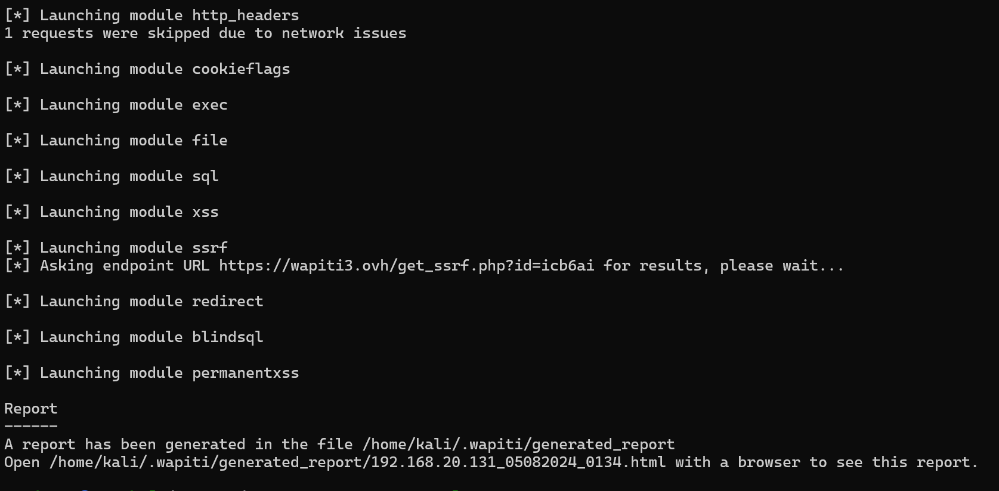 [*] Launching module http_headers
1 requests were skipped due to network issues
[*] Launching module cookieflags
[*] Launching module exec
[*] Launching module file
[*] Launching module sql
[*] Launching module xss
[*] Launching module ssrf
[*] Asking endpoint URL https://wapiti3.ovh/get_ssrf.php?id=icb6ai for results, please wait...
[*] Launching module redirect
[*] Launching module blindsql
[*] Launching module permanentxss
Report
------
A report has been generated in the file /home/kali/.wapiti/generated_report
Open /home/kali/.wapiti/generated_report/192.168.20.131_05082024_0134.html with a browser to see this report.